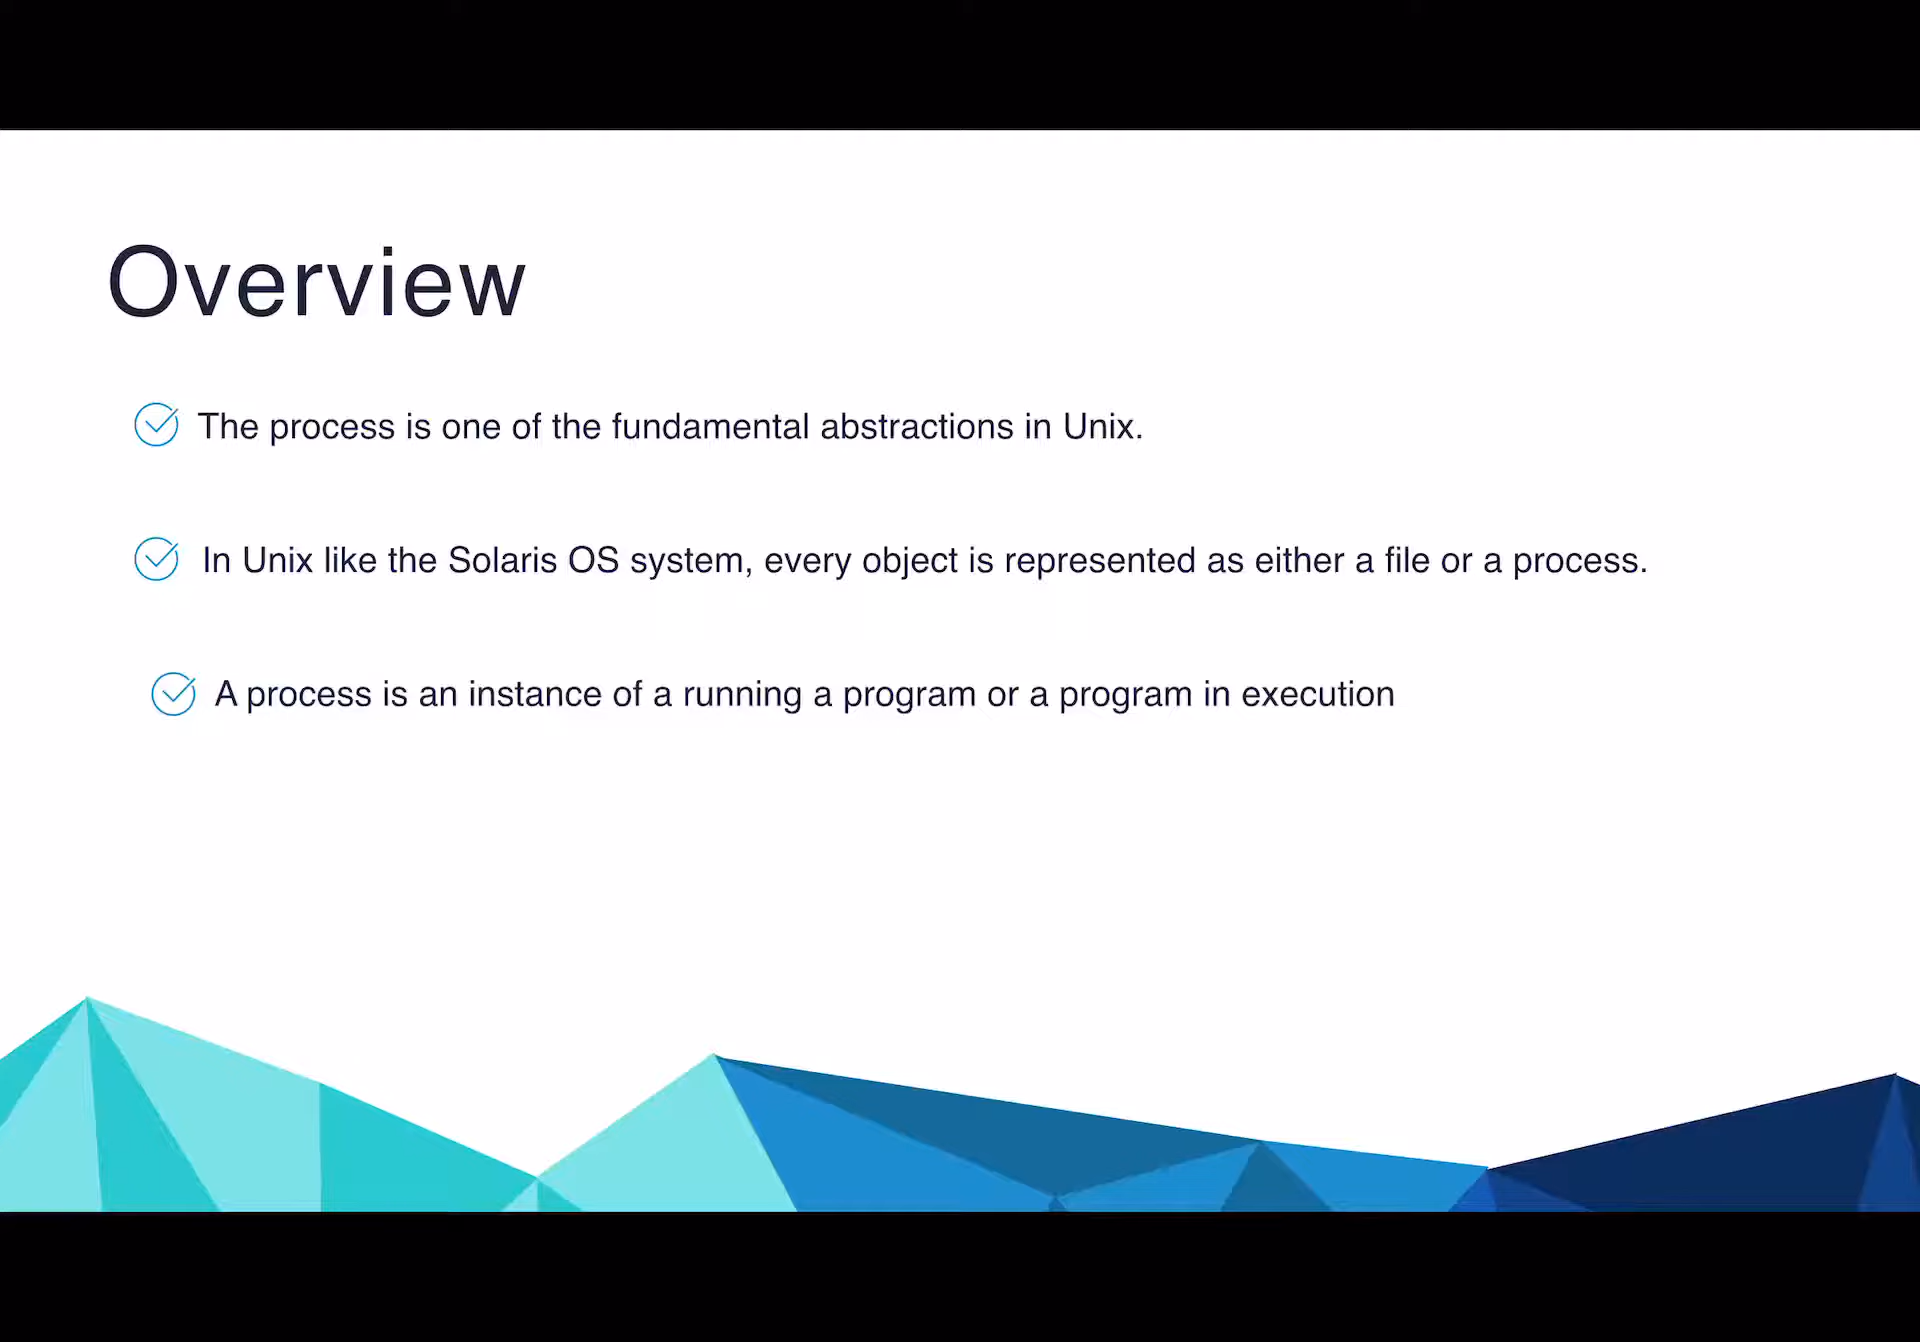 Overview
The process is one of the fundamental abstractions in Unix.
In Unix like the Solaris OS system, every object is represented as either a file or a process.
A process is an instance of a running a program or a program in execution